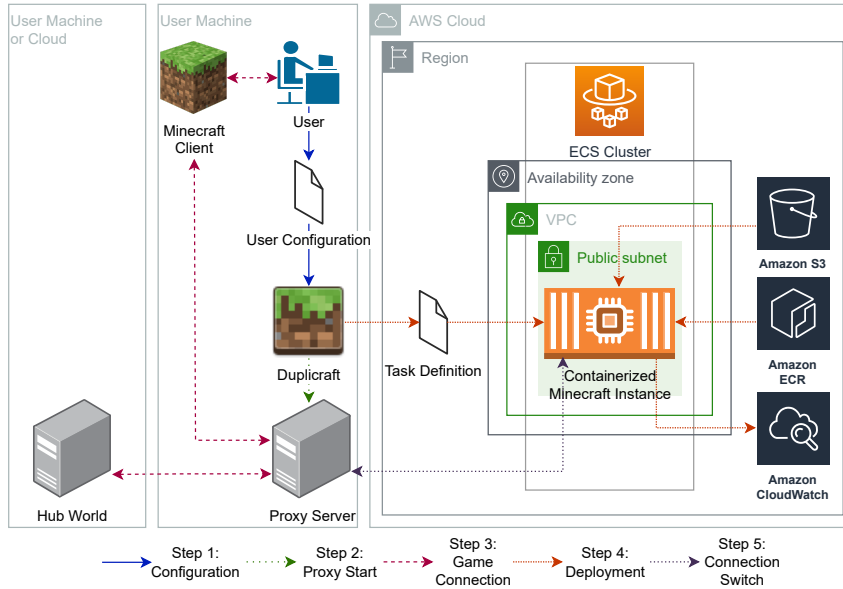 User Machine
or Cloud
User Machine
AWS Cloud
Region
Minecraft
Client
User
ECS Cluster
Availability zone
User Configuration
VPC
Public subnet
Amazon S3
Duplicraft
Task Definition
Containerized
Minecraft Instance
Amazon
ECR
Hub World
Proxy Server
Amazon
CloudWatch
Step 1:
Configuration
Step 2:
Proxy Start
Step 3:
Game
Connection
Step 4:
Deployment
Step 5:
Connection
Switch